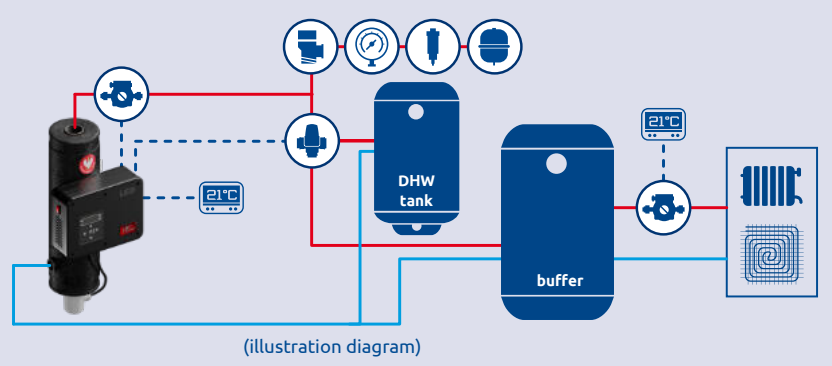 21°C
DHW
tank
21°C
buffer
(illustration diagram)